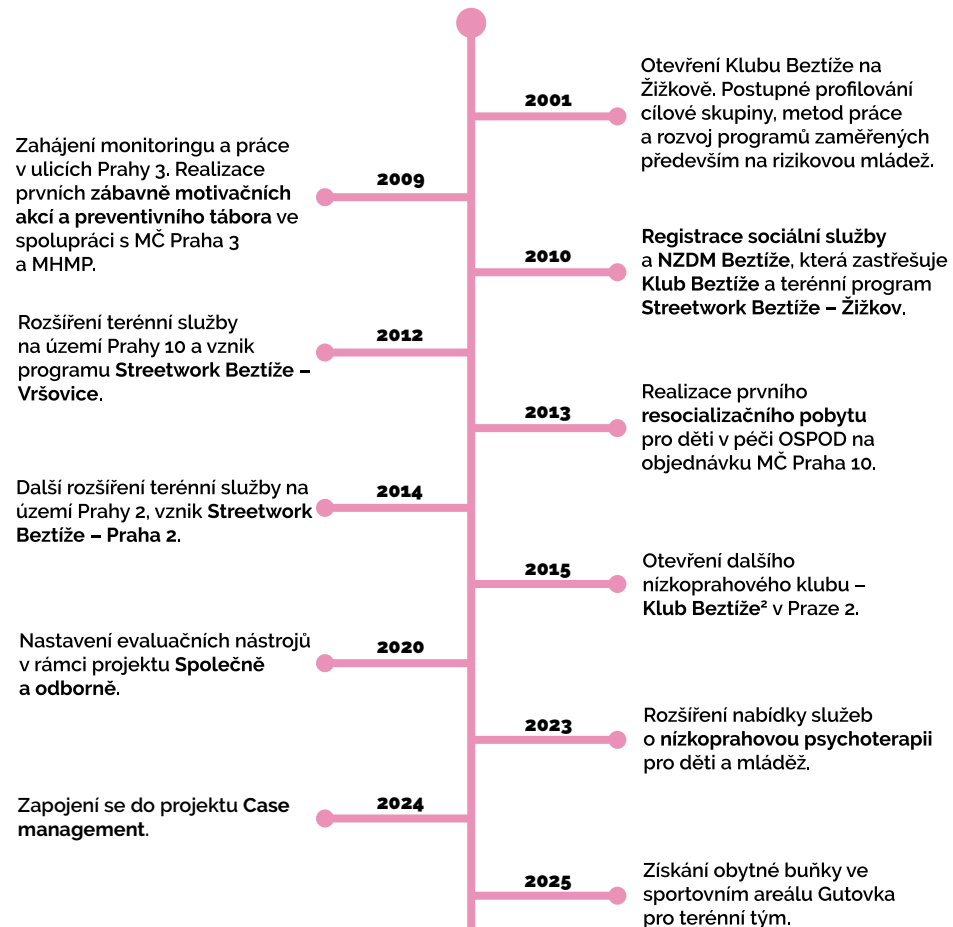 2001
Otevření Klubu Beztíže na
Žižkově. Postupné profilování
cílové skupiny, metod práce
a rozvoj programů zaměřených
především na rizikovou mládež.
2009
Zahájení monitoringu a práce
v ulicích Prahy 3. Realizace
prvních zábavně motivačních
akcí a preventivního tábora ve
spolupráci s MČ Praha 3
a MHMP.
2010
Registrace sociální služby
a NZDM Beztíže, která zastřešuje
Klub Beztíže a terénní program
Streetwork Beztíže – Žižkov.
2012
Rozšíření terénní služby
na území Prahy 10 a vznik
programu Streetwork Beztíže –
Vršovice.
2013
Realizace prvního
resocializačního pobytu
pro děti v péči OSPOD na
objednávku MČ Praha 10.
2014
Další rozšíření terénní služby na
území Prahy 2, vznik Streetwork
Beztíže – Praha 2.
2015
Otevření dalšího
nízkoprahového klubu –
Klub Beztíže² v Praze 2.
2020
Nastavení evaluačních nástrojů
v rámci projektu Společně
a odborně.
2023
Rozšíření nabídky služeb
o nízkoprahovou psychoterapii
pro děti a mláděž.
2024
Zapojení se do projektu Case
management.
2025
Získání obytné buňky ve
sportovním areálu Gutovka
pro terénní tým.